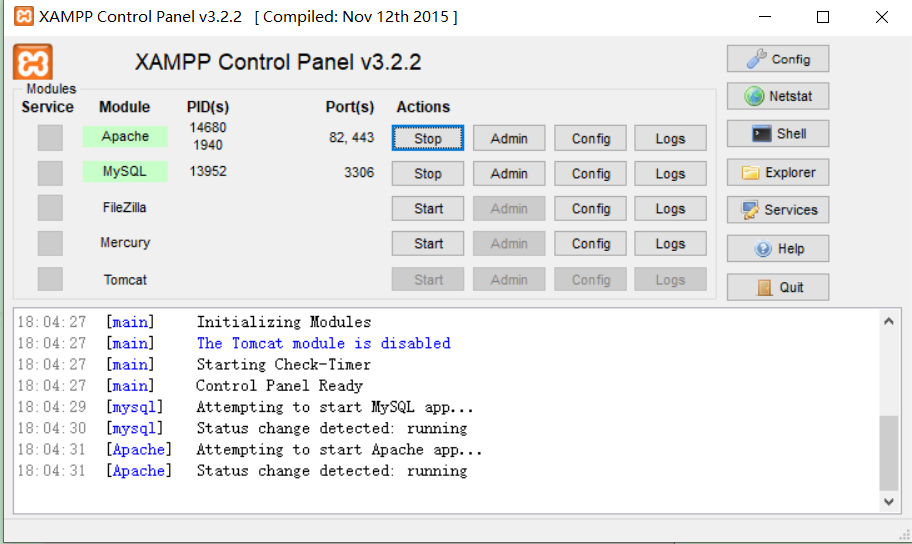 XAMPP Control Panel v3.2.2 [ Compiled: Nov 12th 2015 ]
XAMPP Control Panel v3.2.2
Config
Modules
Service Module PID(s) Port(s) Actions
Netstat
Apache 14680 1940 82, 443 Stop Admin Config Logs
Shell
MySQL 13952 3306 Stop Admin Config Logs
Explorer
FileZilla Start Admin Config Logs
Services
Mercury Start Admin Config Logs
Help
Tomcat Start Admin Config Logs
Quit
18:04:27 [main] Initializing Modules
18:04:27 [main] The Tomcat module is disabled
18:04:27 [main] Starting Check-Timer
18:04:27 [main] Control Panel Ready
18:04:29 [mysql] Attempting to start MySQL app...
18:04:30 [mysql] Status change detected: running
18:04:31 [Apache] Attempting to start Apache app...
18:04:31 [Apache] Status change detected: running